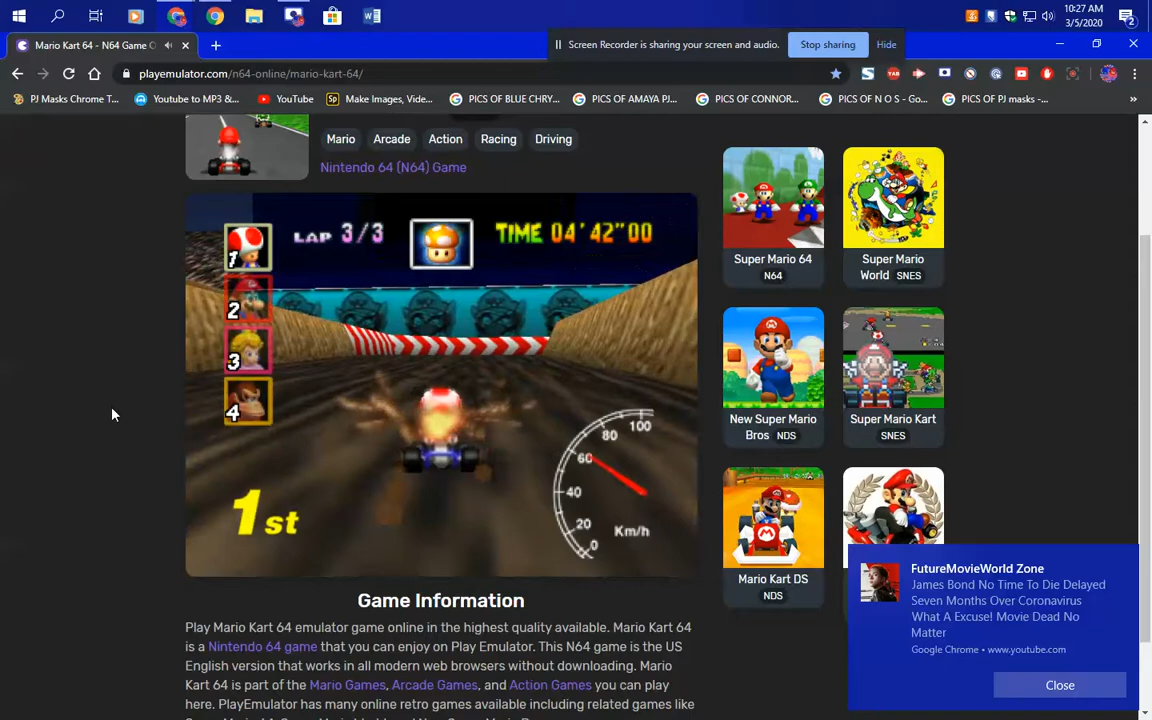 10:27 AM
3/5/2020
2
Mario Kart 64 - N64 Game O
Screen Recorder is sharing your screen and audio.
Stop sharing
Hide
playemulator.com/n64-online/mario-kart-64/
PJ Masks Chrome T...
Youtube to MP3 &...
YouTube
Make Images, Vide...
PICS OF BLUE CHRY...
PICS OF AMAYA PJ...
PICS OF CONNOR...
PICS OF N O S - Go...
PICS OF PJ masks -...
Mario
Arcade
Action
Racing
Driving
Nintendo 64 (N64) Game
LAP 3/3
TIME 04'42"00
1
2
3
4
100
80
60
40
20
0
Km/h
1st
Super Mario 64
N64
Super Mario
World SNES
New Super Mario
Bros NDS
Super Mario Kart
SNES
Mario Kart DS
NDS
FutureMovieWorld Zone
James Bond No Time To Die Delayed
Seven Months Over Coronavirus
What A Excuse! Movie Dead No
Matter
Google Chrome • www.youtube.com
Close
Game Information
Play Mario Kart 64 emulator game online in the highest quality available. Mario Kart 64
is a Nintendo 64 game that you can enjoy on Play Emulator. This N64 game is the US
English version that works in all modern web browsers without downloading. Mario
Kart 64 is part of the Mario Games, Arcade Games, and Action Games you can play
here. PlayEmulator has many online retro games available including related games like